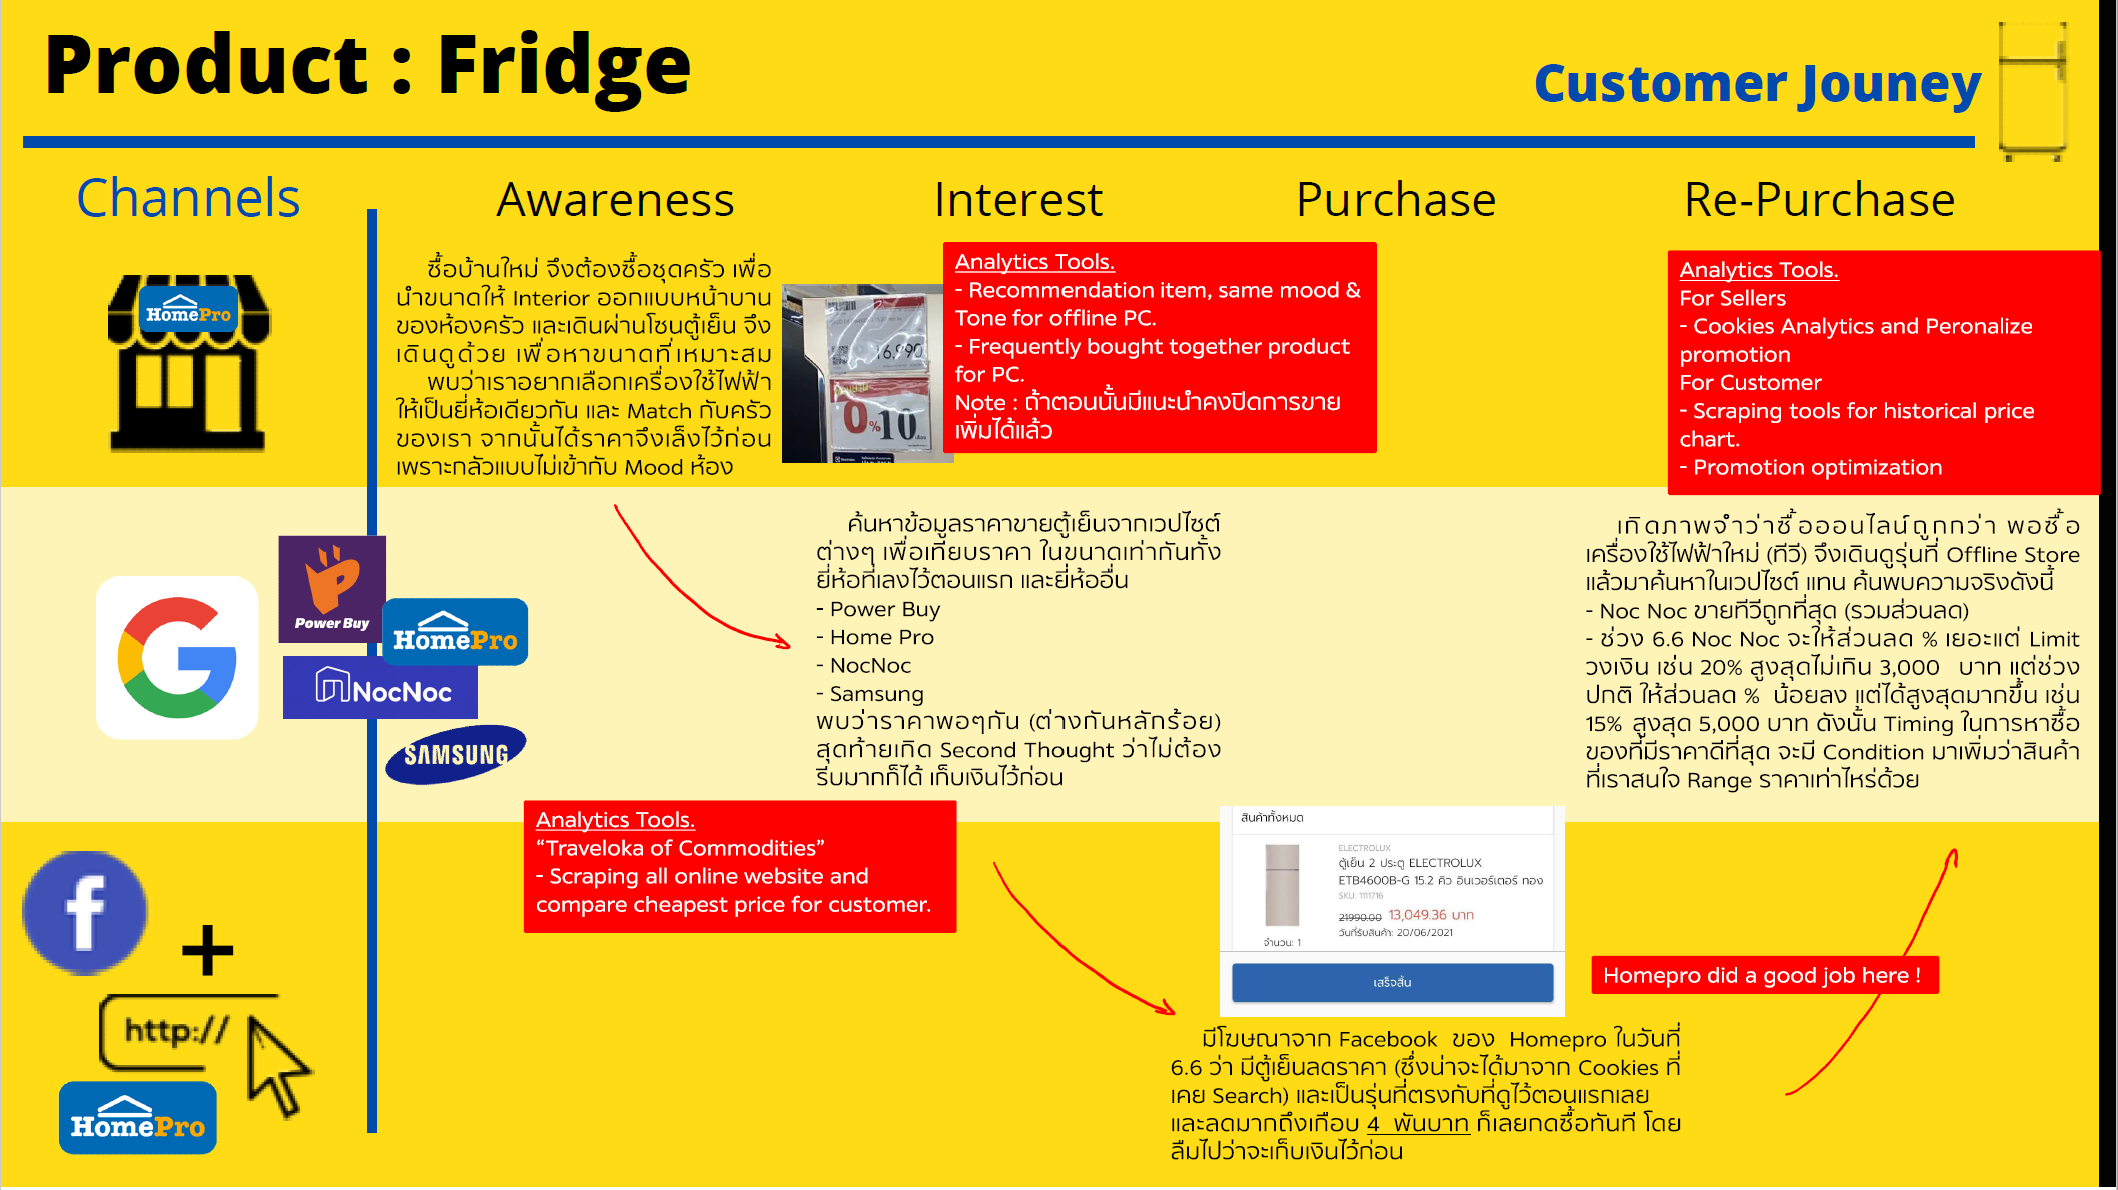 Product : Fridge
Customer Jouney
Channels
Awareness
Interest
Purchase
Re-Purchase
HomePro
ซื้อบ้านใหม่ จึงต้องซื้อชุดครัว เพื่อ
นำขนาดให้ Interior ออกแบบหน้าบาน
ของห้องครัว และเดินผ่านโซนตู้เย็น จึง
เดินดูด้วย เพื่อหาขนาดที่เหมาะสม
พบว่าเราอยากเลือกเครื่องใช้ไฟฟ้า
ให้เป็นยี่ห้อเดียวกัน และ Match กับครัว
ของเรา จากนั้นได้ราคาจึงเล็งไว้ก่อน
เพราะกลัวแบบไม่เข้ากับ Mood ห้อง
16,990
0% 10
Analytics Tools.
- Recommendation item, same mood &
Tone for offline PC.
- Frequently bought together product
for PC.
Note : ถ้าตอนนั้นมีแนะนำคงปิดการขาย
เพิ่มได้แล้ว
Analytics Tools.
For Sellers
- Cookies Analytics and Peronalize
promotion
For Customer
- Scraping tools for historical price
chart.
- Promotion optimization
G
Power Buy
HomePro
NocNoc
SAMSUNG
ค้นหาข้อมูลราคาขายตู้เย็นจากเวปไซต์
ต่างๆ เพื่อเทียบราคา ในขนาดเท่ากันทั้ง
ยี่ห้อที่เลงไว้ตอนแรก และยี่ห้ออื่น
- Power Buy
- Home Pro
- NocNoc
- Samsung
พบว่าราคาพอๆกัน (ต่างกันหลักร้อย)
สุดท้ายเกิด Second Thought ว่าไม่ต้อง
รีบมากก็ได้ เก็บเงินไว้ก่อน
เกิดภาพจำว่าซื้อออนไลน์ถูกกว่า พอซื้อ
เครื่องใช้ไฟฟ้าใหม่ (ทีวี) จึงเดินดูรุ่นที่ Offline Store
แล้วมาค้นหาในเวปไซต์ แทน ค้นพบความจริงดังนี้
- Noc Noc ขายทีวีถูกที่สุด (รวมส่วนลด)
- ช่วง 6.6 Noc Noc จะให้ส่วนลด % เยอะแต่ Limit
วงเงิน เช่น 20% สูงสุดไม่เกิน 3,000 บาท แต่ช่วง
ปกติ ให้ส่วนลด % น้อยลง แต่ได้สูงสุดมากขึ้น เช่น
15% สูงสุด 5,000 บาท ดังนั้น Timing ในการหาซื้อ
ของที่มีราคาดีที่สุด จะมี Condition มาเพิ่มว่าสินค้า
ที่เราสนใจ Range ราคาเท่าไหร่ด้วย
Analytics Tools.
“Traveloka of Commodities”
- Scraping all online website and
compare cheapest price for customer.
สินค้าทั้งหมด
ELECTROLUX
ตู้เย็น 2 ประตู ELECTROLUX
ETB4600B-G 15.2 คิว อินเวอร์เตอร์ ทอง
SKU: 1111716
21990.00 13,049.36 บาท
วันที่รับสินค้า: 20/06/2021
จำนวน: 1
เสร็จสิ้น
Homepro did a good job here !
f
+
http://
HomePro
มีโฆษณาจาก Facebook ของ Homepro ในวันที่
6.6 ว่า มีตู้เย็นลดราคา (ซึ่งน่าจะได้มาจาก Cookies ที่
เคย Search) และเป็นรุ่นที่ตรงกับที่ดูไว้ตอนแรกเลย
และลดมากถึงเกือบ 4 พันบาท ก็เลยกดซื้อทันที โดย
ลืมไปว่าจะเก็บเงินไว้ก่อน